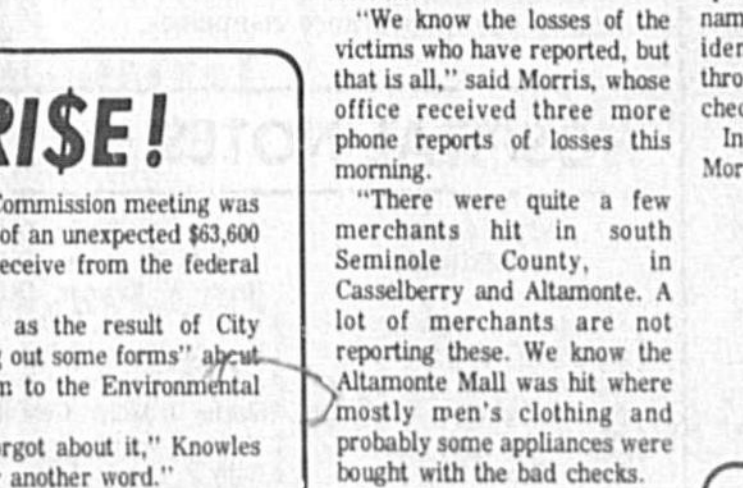 RI$E!
Commission meeting was
of an unexpected $63,600
eceive from the federal
as the result of City
out some forms" about
to the Environmental
orgot about it," Knowles
another word."
"We know the losses of the
victims who have reported, but
that is all," said Morris, whose
office received three more
phone reports of losses this
morning.
"There were quite a few
merchants hit in south
Seminole County, in
Casselberry and Altamonte. A
lot of merchants are not
reporting these. We know the
Altamonte Mall was hit where
mostly men's clothing and
probably some appliances were
bought with the bad checks.
nam
iden
thro
chec
In
Mor